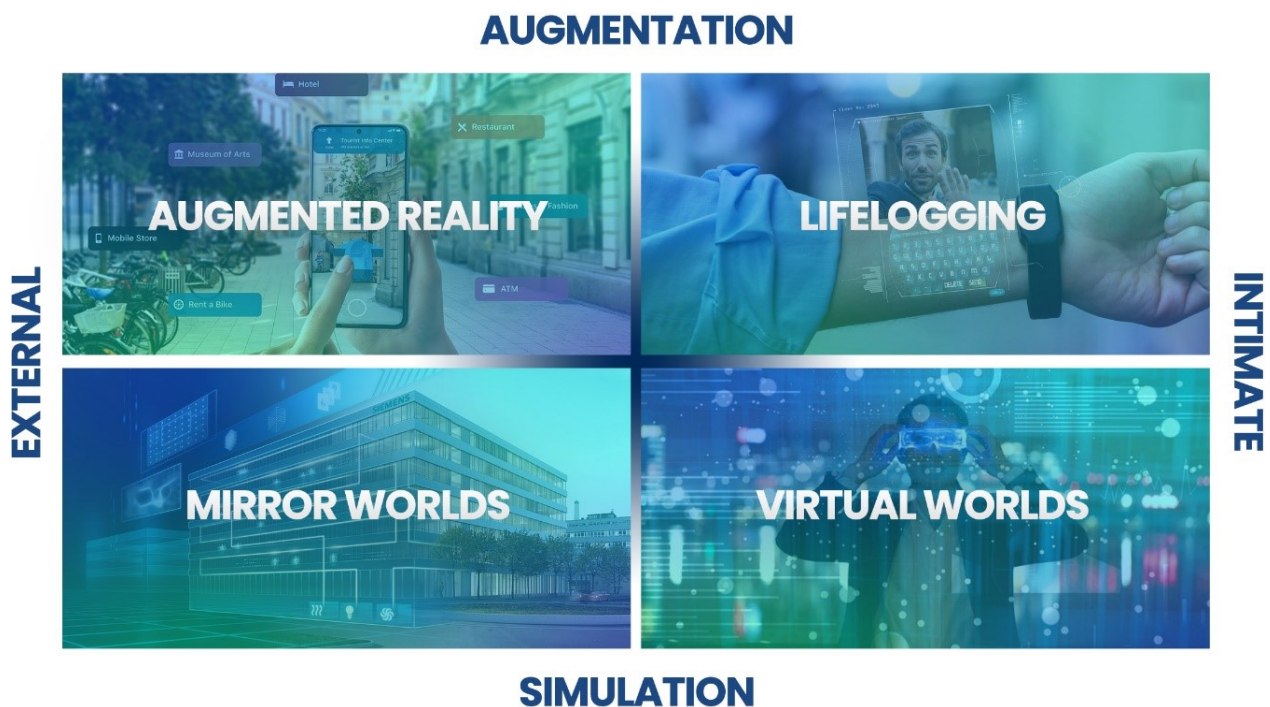 AUGMENTATION
Hotel
Restaurant
Tourist Info Center
Museum of Arts
Fashion
AUGMENTED REALITY
Mobile Store
ATM
Rent a Bike
LIFELOGGING
EXTERNAL
INTIMATE
SIEMENS
MIRROR WORLDS
VIRTUAL WORLDS
SIMULATION